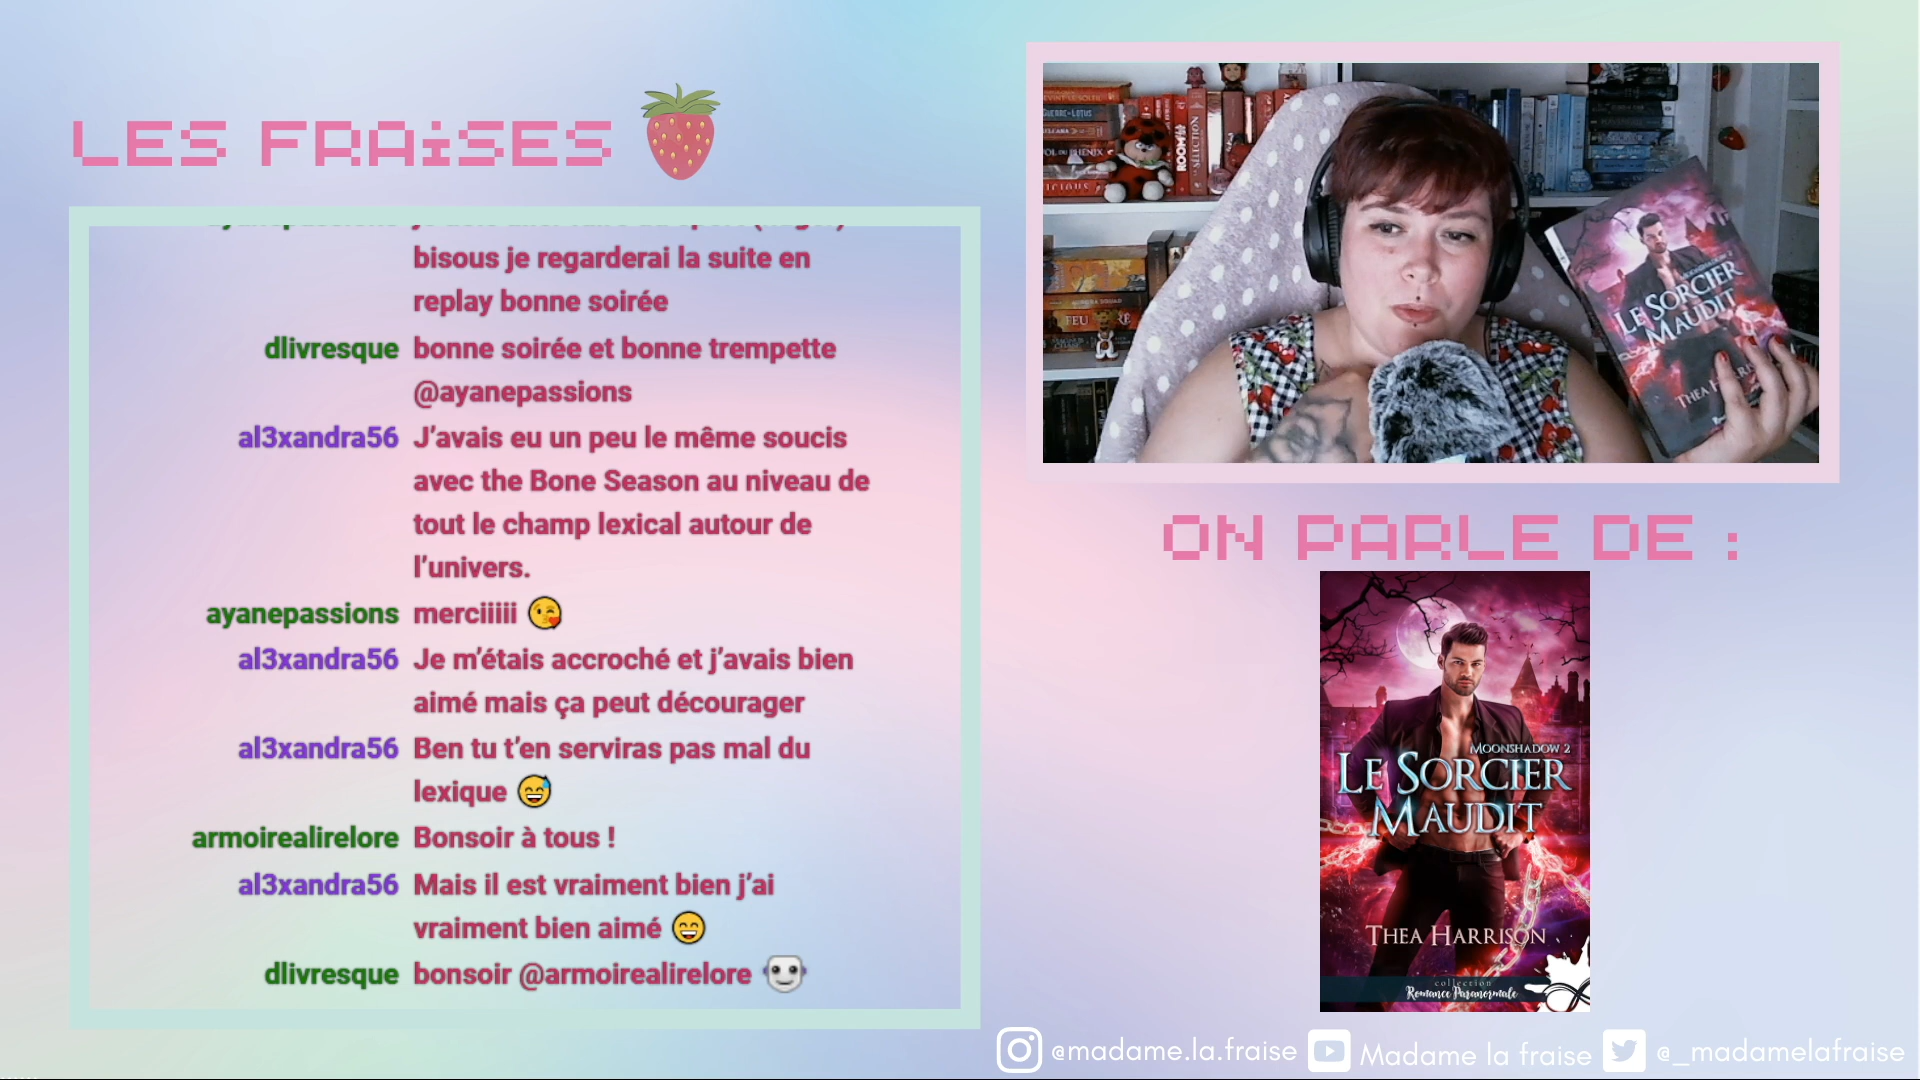 LES FRAISES
bisous je regarderai la suite en
replay bonne soirée
dlivresque bonne soirée et bonne trempette
@ayanepassions
al3xandra56 J'avais eu un peu le même soucis
avec the Bone Season au niveau de
tout le champ lexical autour de
l'univers.
ayanepassions merciiiii 😘
al3xandra56 Je m'étais accroché et j'avais bien
aimé mais ça peut décourager
al3xandra56 Ben tu t'en serviras pas mal du
lexique 😅
armoirealirelore Bonsoir à tous !
al3xandra56 Mais il est vraiment bien j'ai
vraiment bien aimé 😁
dlivresque bonsoir @armoirealirelore
ROOM
SÉLECTION
FEU
LE SORCIER
MAUDIT
THEA
ON PARLE DE :
MOONSHADOW 2
LE SORCIER
MAUDIT
THEA HARRISON
collection
Romance Paranormale
@madame.la.fraise Madame la fraise @_madamelafraise